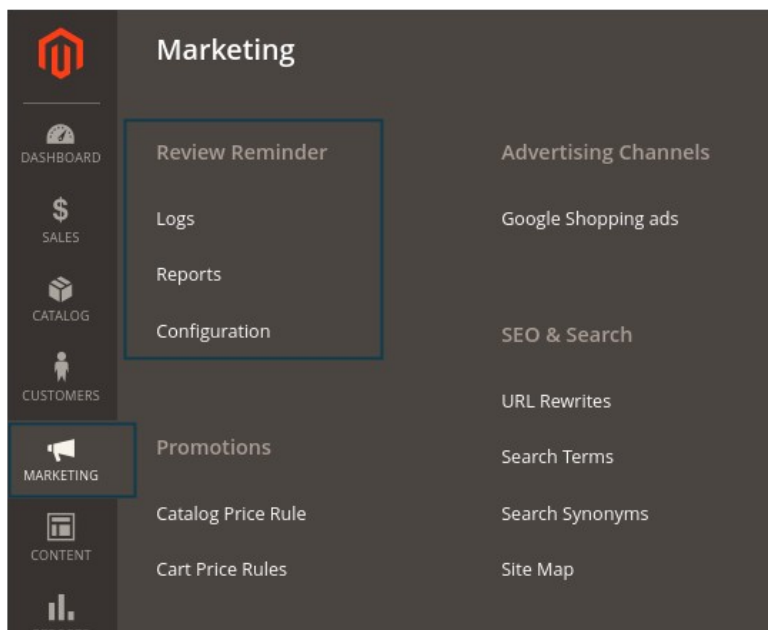 Marketing
DASHBOARD
SALES
CATALOG
CUSTOMERS
MARKETING
CONTENT
Review Reminder
Logs
Reports
Configuration
Promotions
Catalog Price Rule
Cart Price Rules
Advertising Channels
Google Shopping ads
SEO & Search
URL Rewrites
Search Terms
Search Synonyms
Site Map